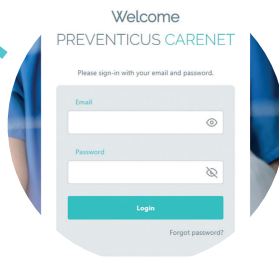 Welcome
PREVENTICUS CARENET
Please sign-in with your email and password.
Email
Password
Login
Forgot password?